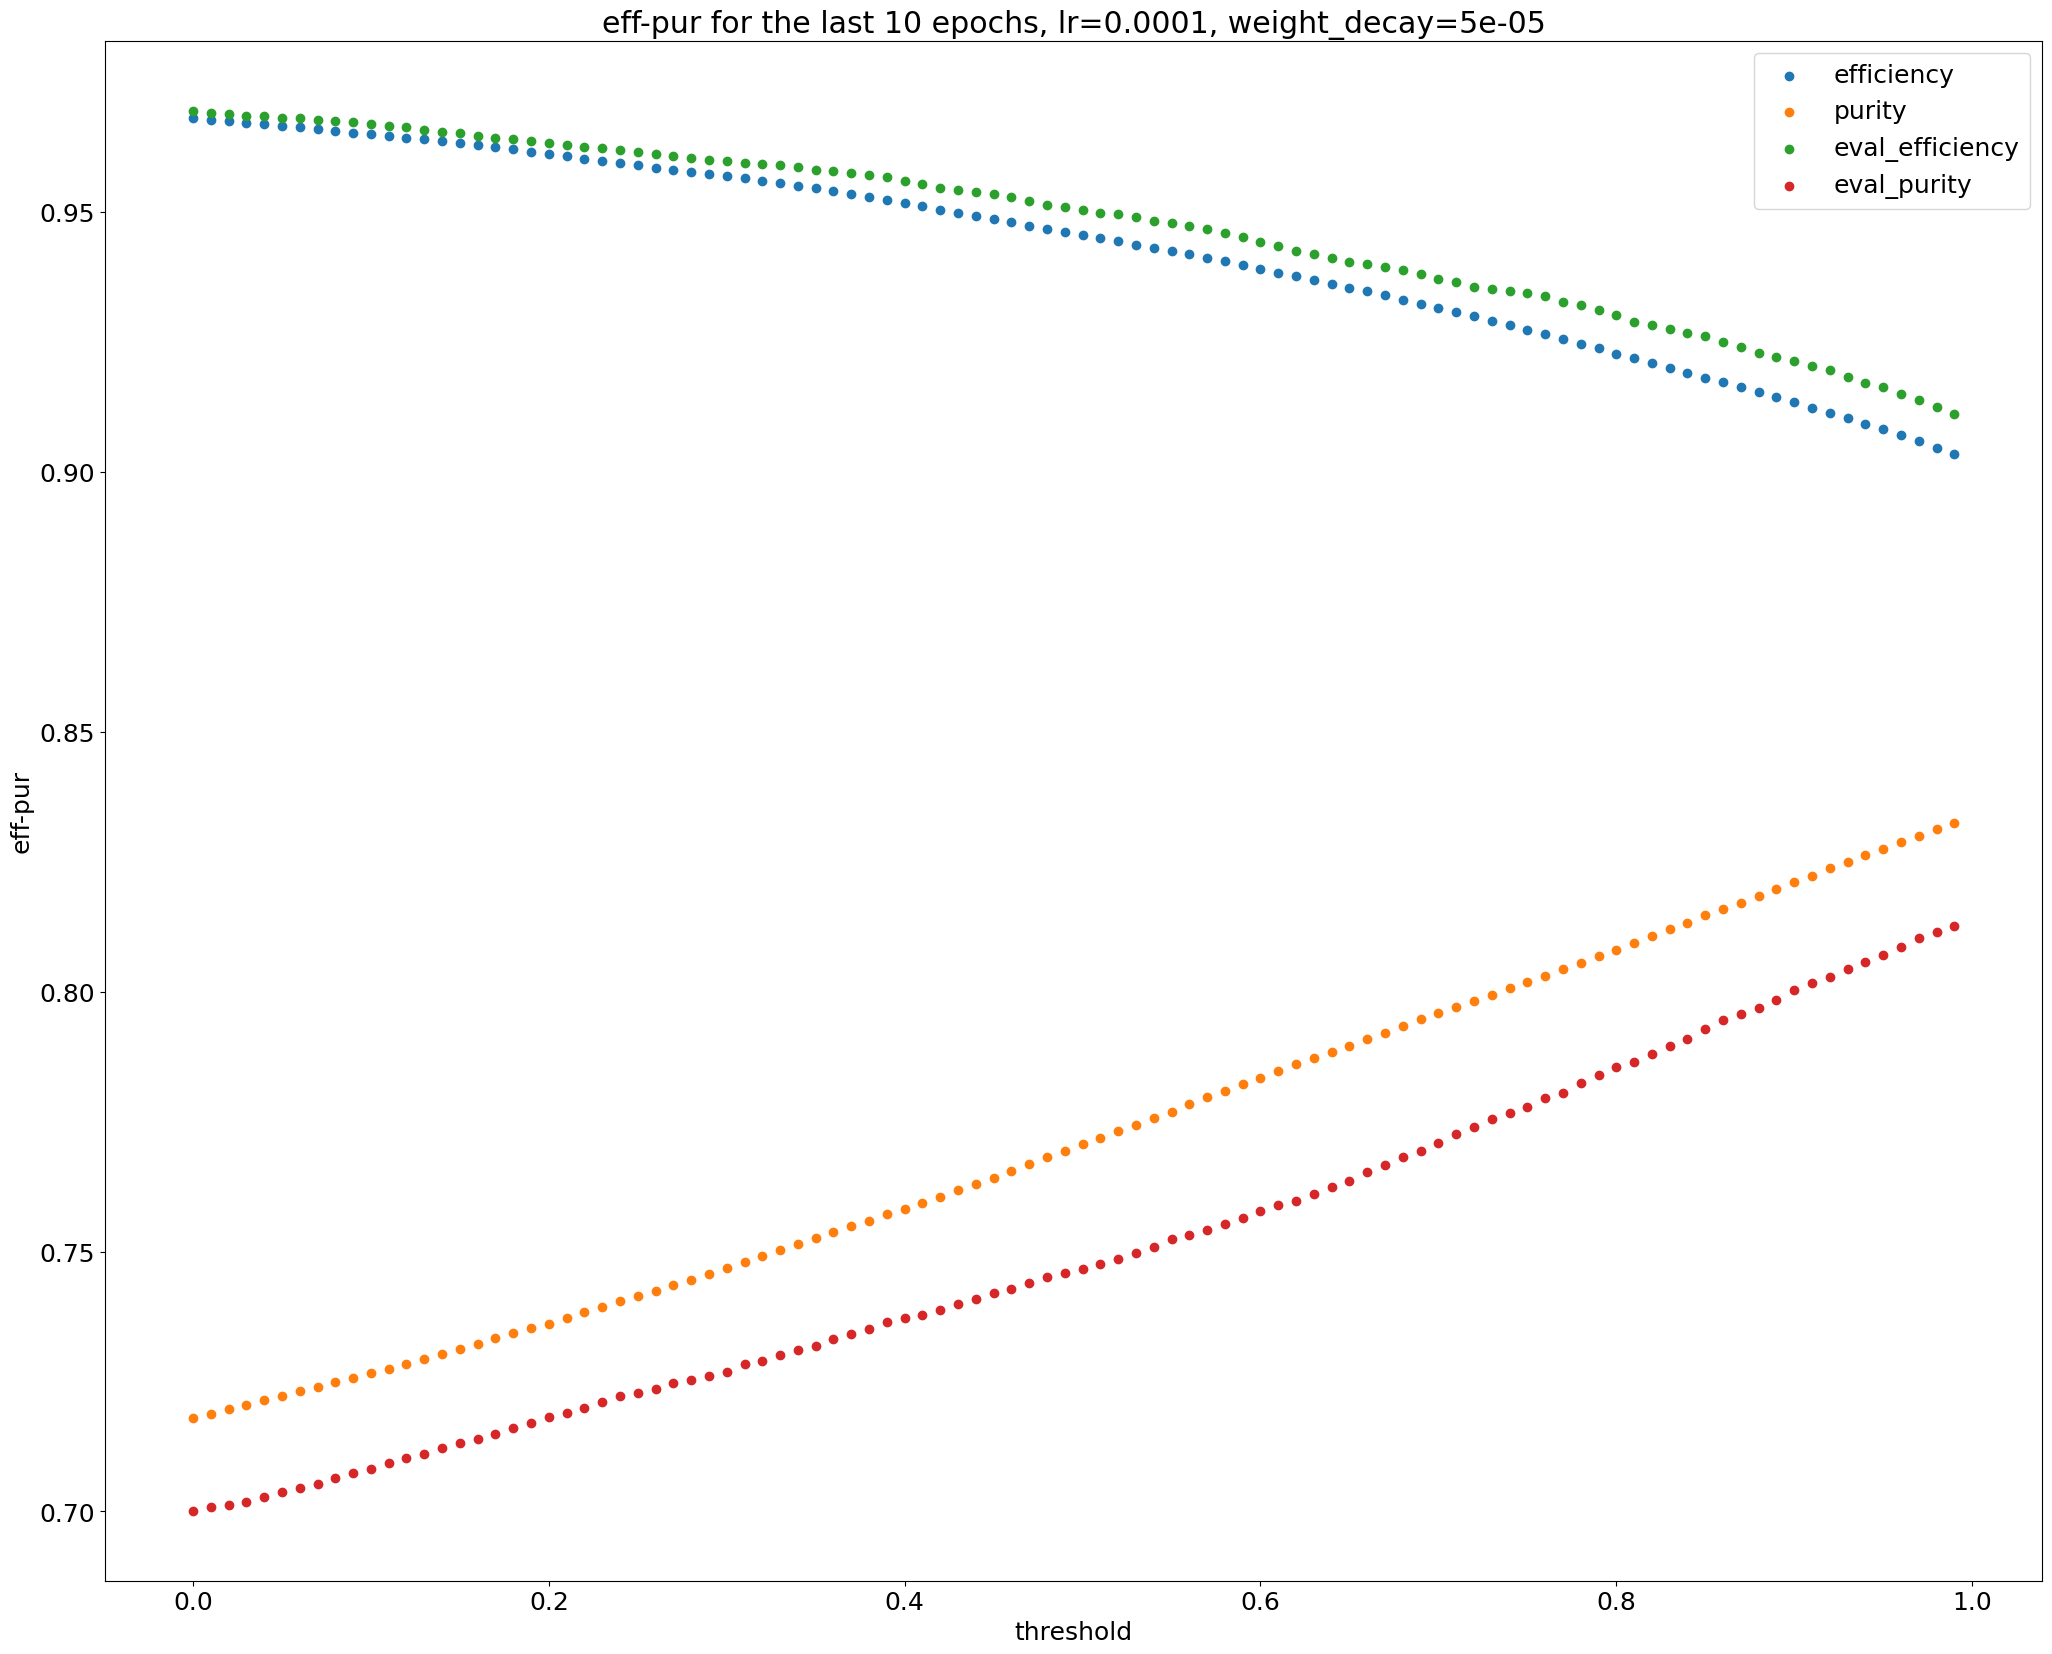 eff-pur for the last 10 epochs, lr=0.0001, weight_decay=5e-05
efficiency
purity
eval_efficiency
eval_purity
0.95
0.90
0.85
0.80
0.75
0.70
eff-pur
0.0 0.2 0.4 0.6 0.8 1.0
threshold